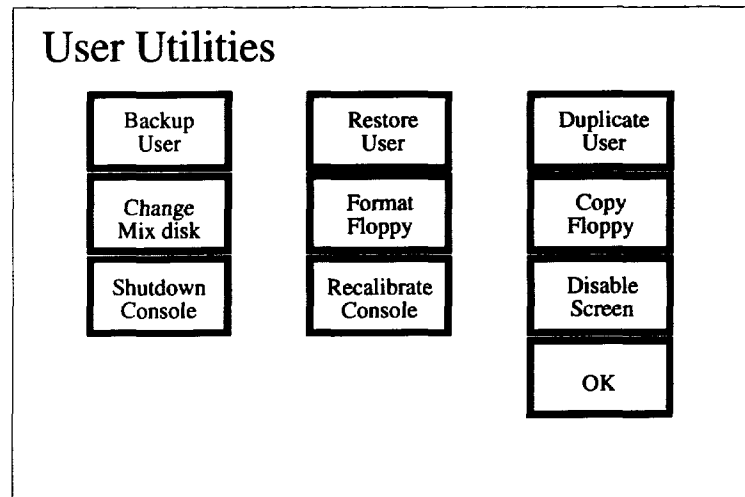 User Utilities
Backup
User
Restore
User
Duplicate
User
Change
Mix disk
Format
Floppy
Copy
Floppy
Shutdown
Console
Recalibrate
Console
Disable
Screen
OK